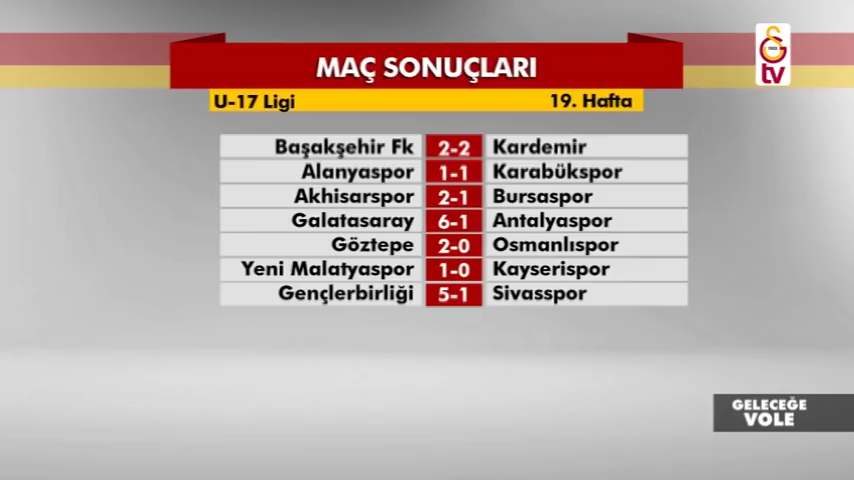 MAÇ SONUÇLARI
U-17 Ligi 19. Hafta
Başakşehir Fk 2-2 Kardemir
Alanyaspor 1-1 Karabükspor
Akhisarspor 2-1 Bursaspor
Galatasaray 6-1 Antalyaspor
Göztepe 2-0 Osmanlıspor
Yeni Malatyaspor 1-0 Kayserispor
Gençlerbirliği 5-1 Sivasspor
GELECEĞE
VOLE
tv